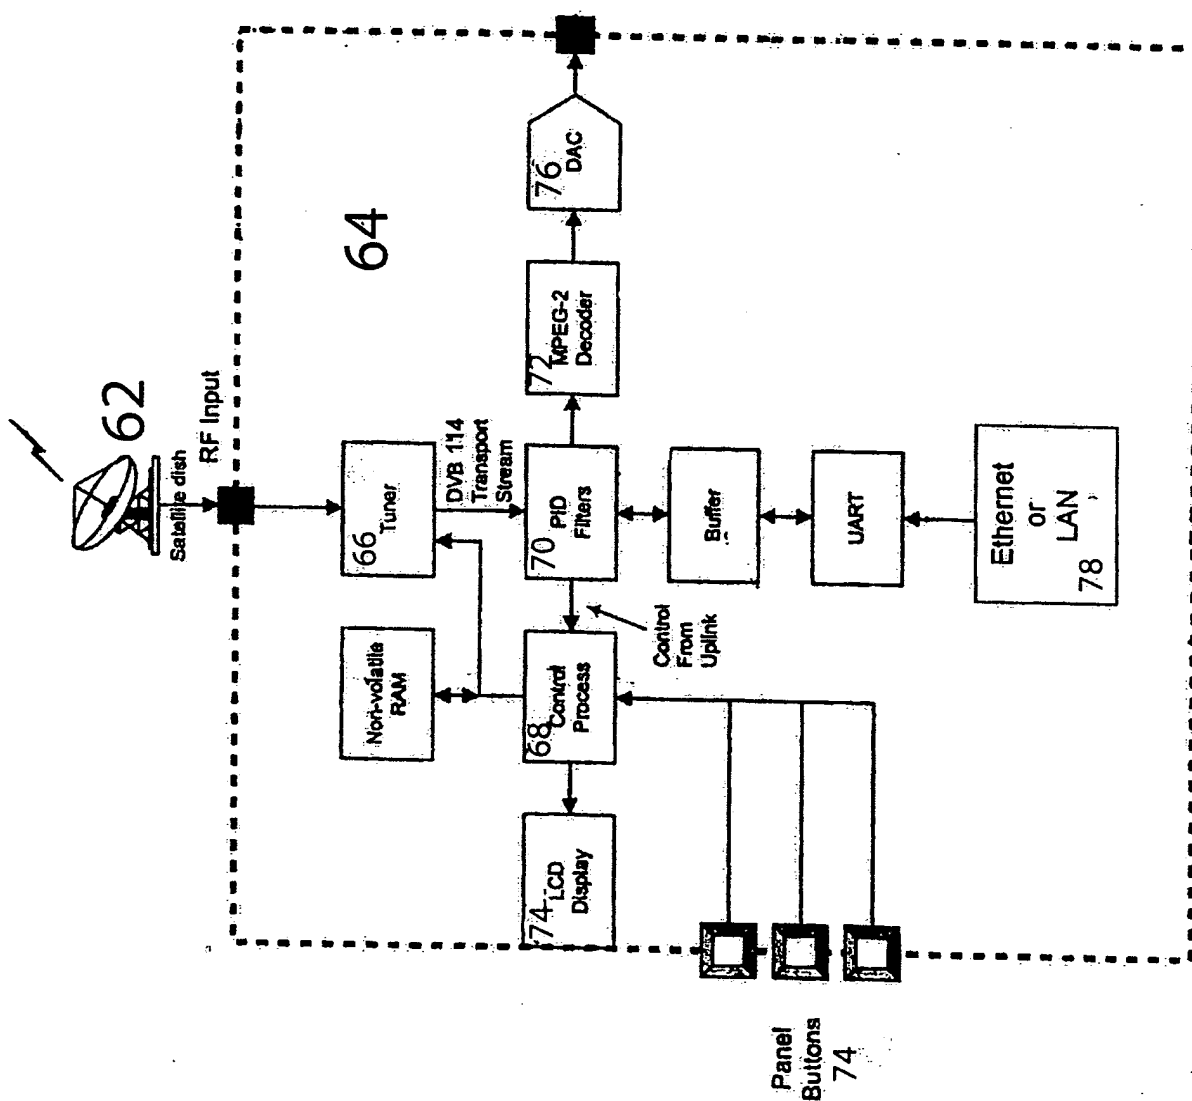 62
Satellite dish
RF Input
64
66
Tuner
Non-volatile
RAM
DVB 114
Transport
Stream
74
LCD
Display
68
Control
Process
70
PID
Filters
72
MPEG-2
Decoder
76
DAC
Control
From
Uplink
Buffer
UART
Ethernet
or
LAN
78
Panel
Buttons
74